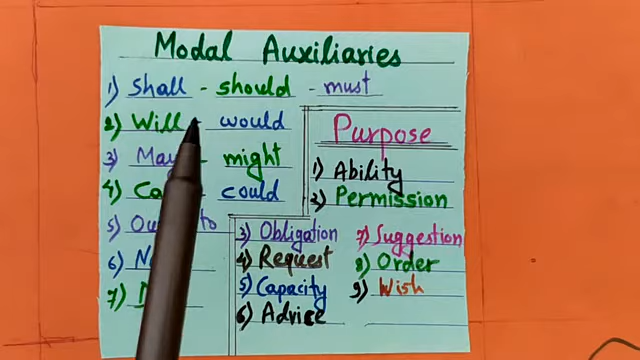 Modal Auxiliaries
1) Shall - should - must
2) Will - would
3) May - might
4) could
5) to
6)
7)
Purpose
1) Ability
2) Permission
3) Obligation
4) Request
5) Capacity
6) Advice
7) Suggestion
8) Order
9) Wish